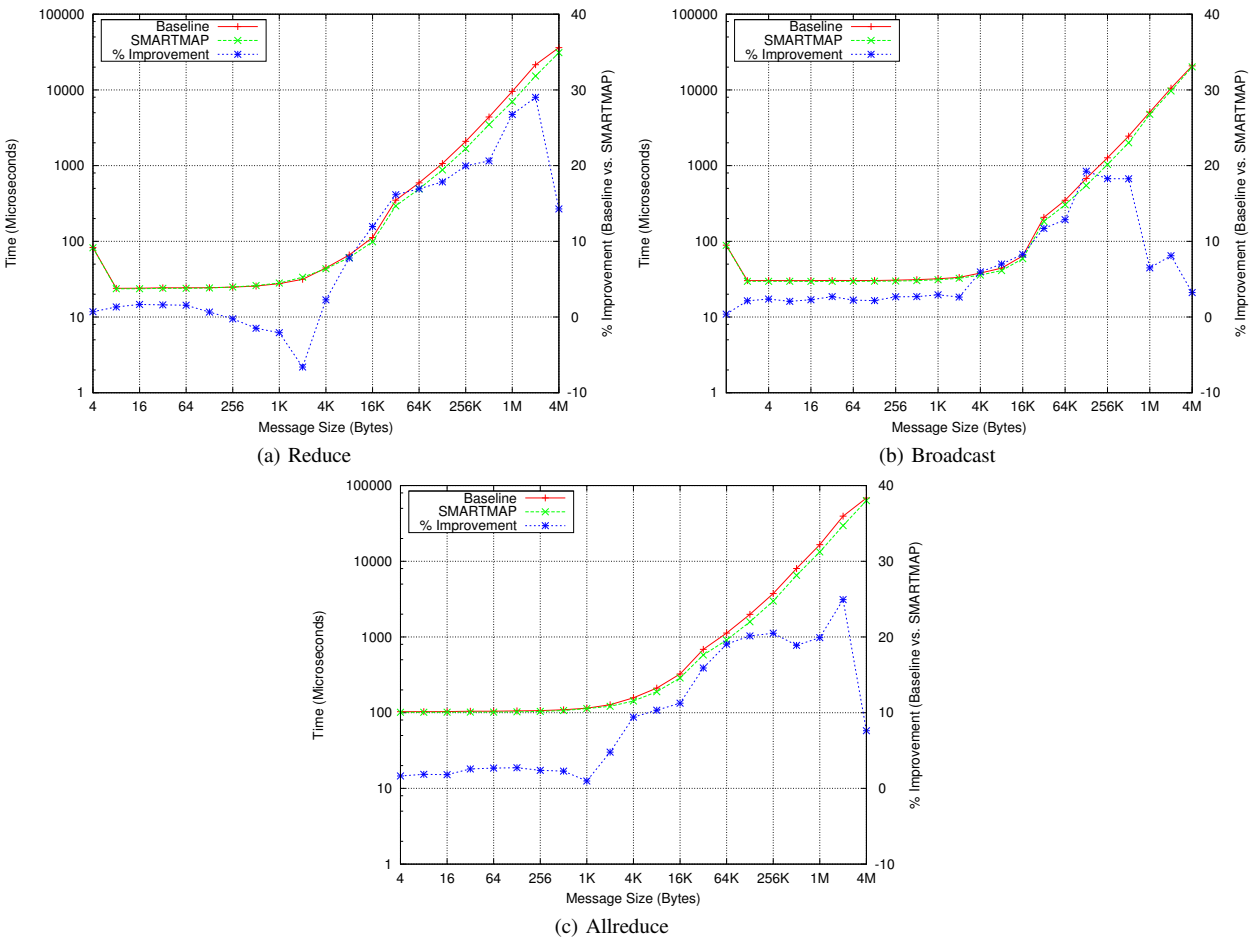 Baseline
SMARTMAP
% Improvement
100000
10000
1000
100
10
1
40
30
20
10
0
-10
4
16
64
256
1K
4K
16K
64K
256K
1M
4M
Time (Microseconds)
% Improvement (Baseline vs. SMARTMAP)
Message Size (Bytes)
(a) Reduce
Baseline
SMARTMAP
% Improvement
100000
10000
1000
100
10
1
40
30
20
10
0
-10
4
16
64
256
1K
4K
16K
64K
256K
1M
4M
Time (Microseconds)
% Improvement (Baseline vs. SMARTMAP)
Message Size (Bytes)
(b) Broadcast
Baseline
SMARTMAP
% Improvement
100000
10000
1000
100
10
1
40
30
20
10
0
-10
4
16
64
256
1K
4K
16K
64K
256K
1M
4M
Time (Microseconds)
% Improvement (Baseline vs. SMARTMAP)
Message Size (Bytes)
(c) Allreduce